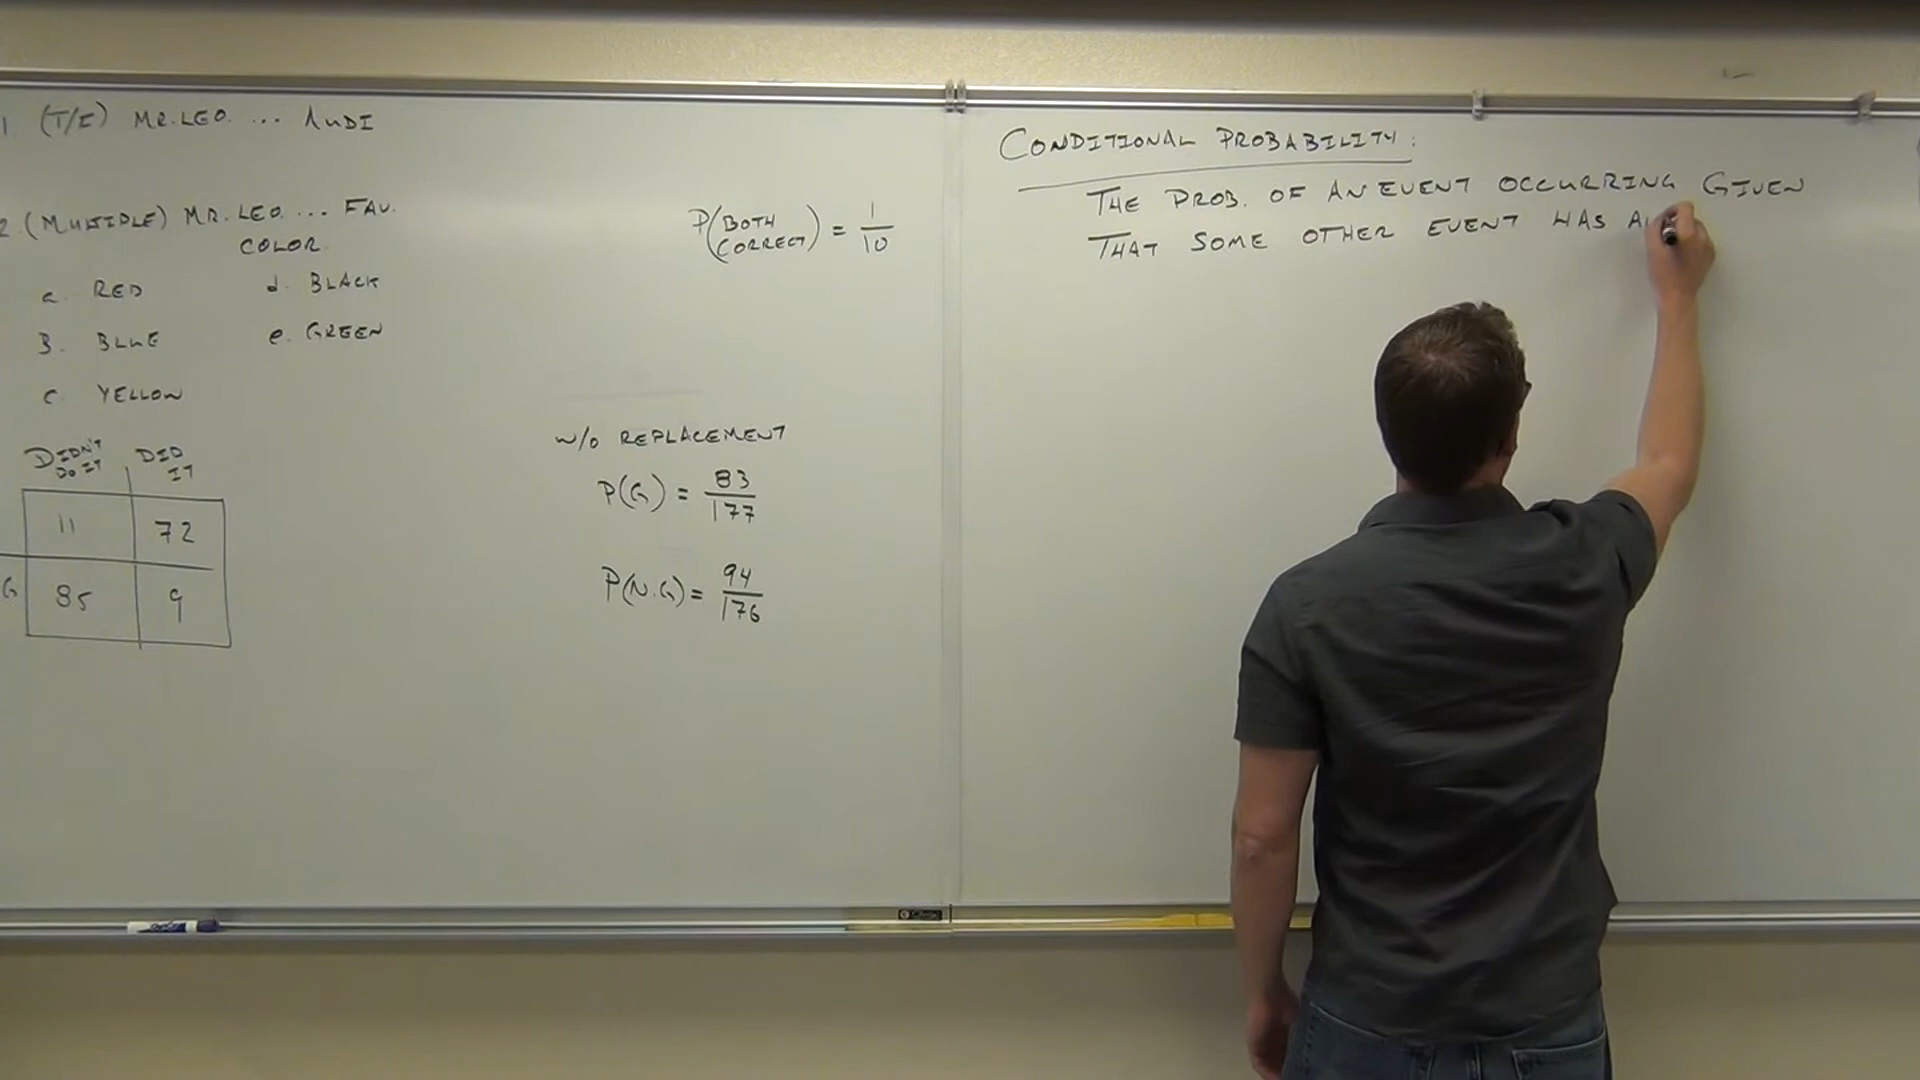 1. (T/F) MR. LEO. ... AUDI
2. (MULTIPLE) MR. LEO. ... FAV.
COLOR
a. RED
d. BLACK
B. BLUE
e. GREEN
c. YELLOW
DIDN'T
DO IT
DID
IT
11 72
G 85 9
P(BOTH CORRECT) = 1/10
W/O REPLACEMENT
P(G) = 83/177
P(N.G) = 94/176
CONDITIONAL PROBABILITY:
THE PROB. OF AN EVENT OCCURRING GIVEN
THAT SOME OTHER EVENT HAS